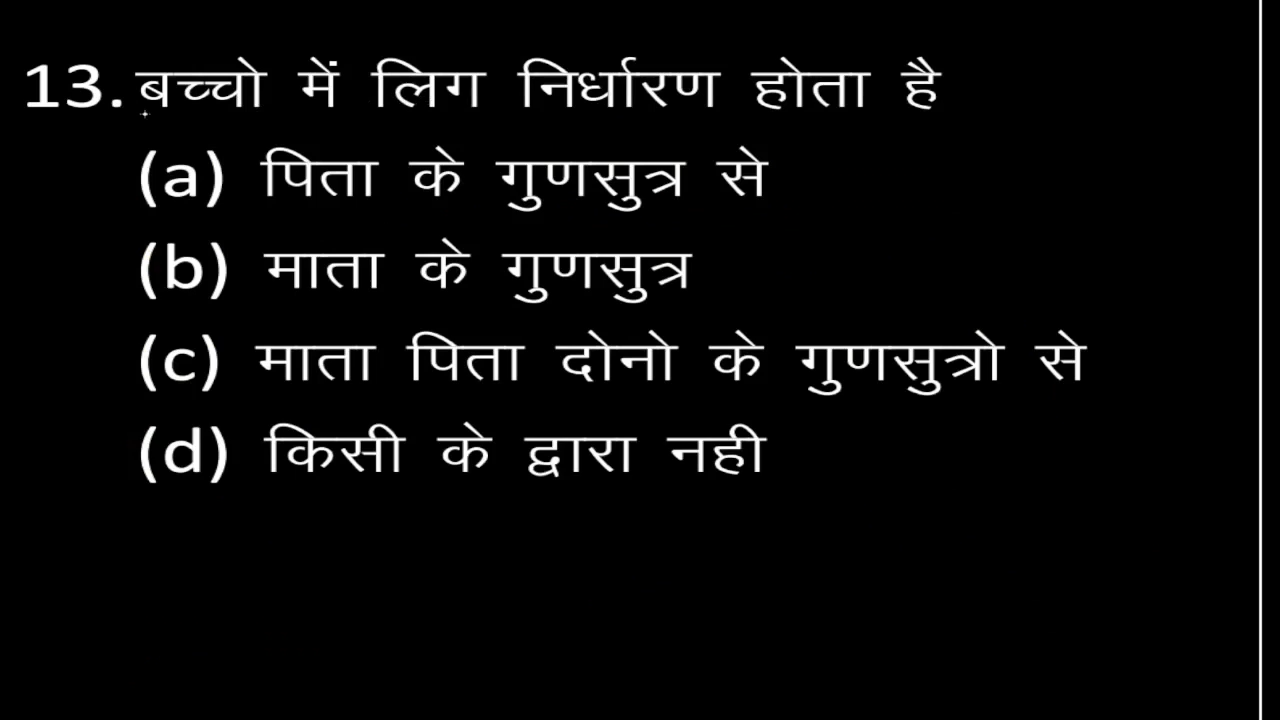 13. बच्चो में लिग निर्धारण होता है
(a) पिता के गुणसुत्र से
(b) माता के गुणसुत्र
(c) माता पिता दोनो के गुणसुत्रो से
(d) किसी के द्वारा नही